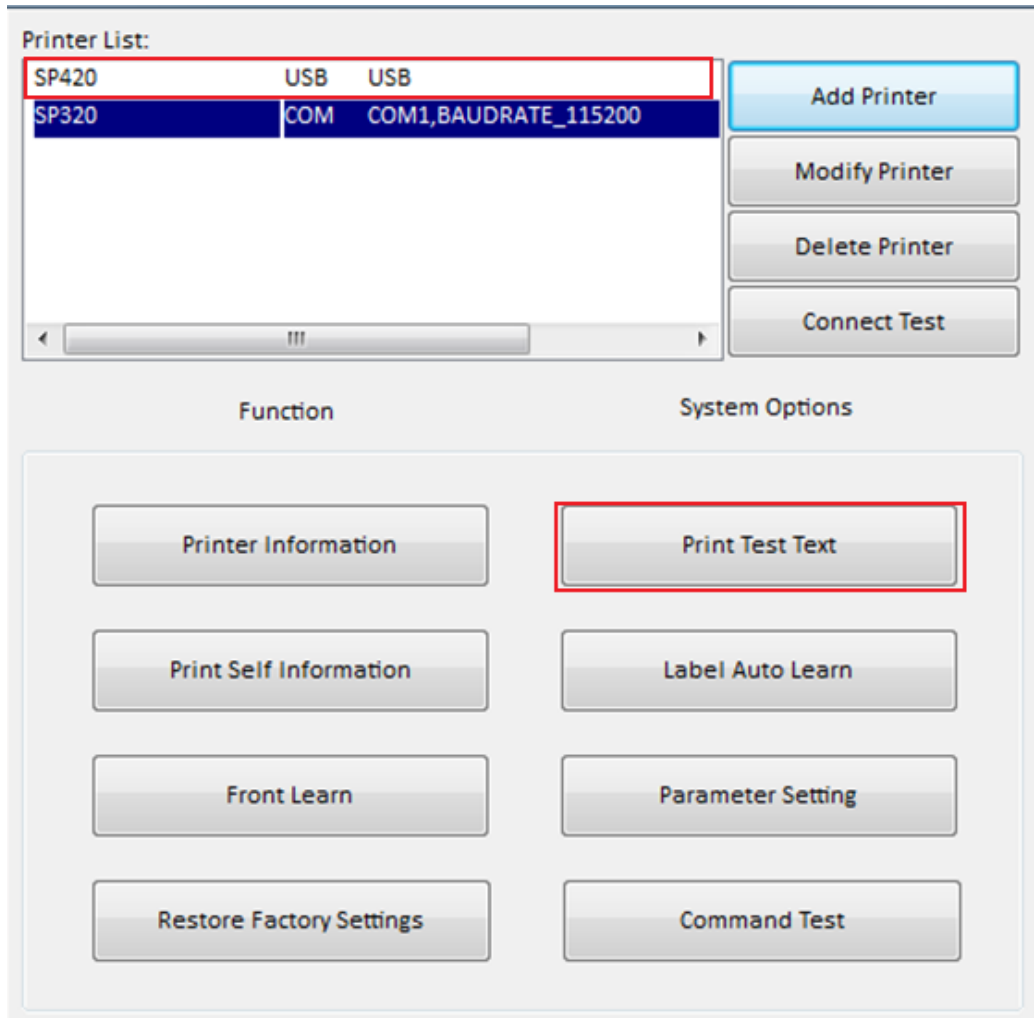 Printer List:
SP420 USB USB
SP320 COM COM1,BAUDRATE_115200
Add Printer
Modify Printer
Delete Printer
Connect Test
Function System Options
Printer Information Print Test Text
Print Self Information Label Auto Learn
Front Learn Parameter Setting
Restore Factory Settings Command Test